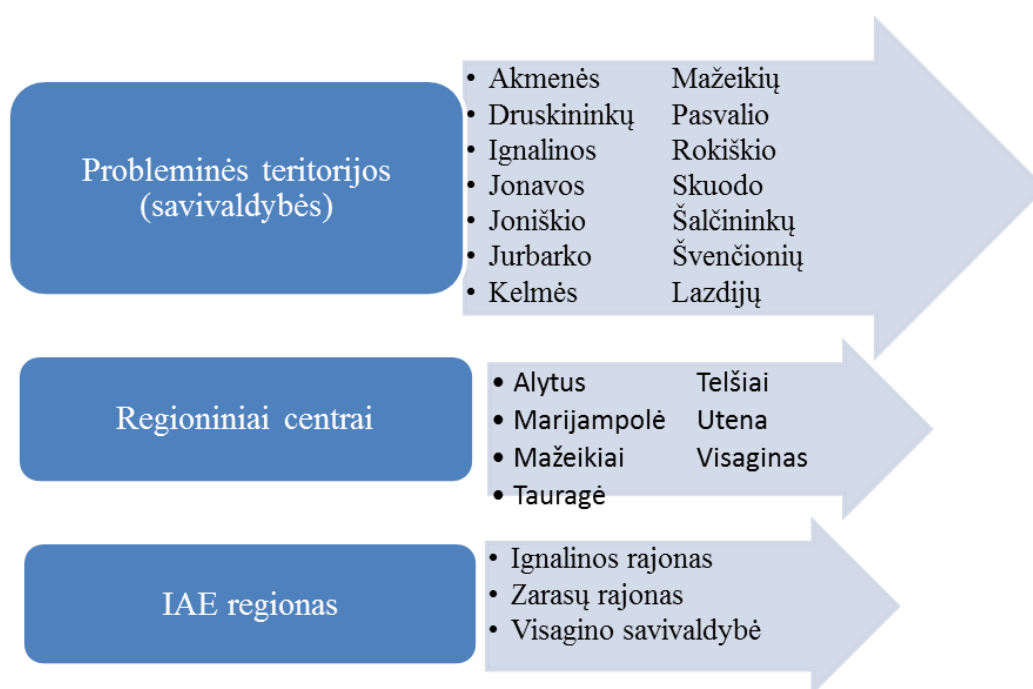 Probleminės teritorijos
(savivaldybės)
• Akmenės Mažeikių
• Druskininkų Pasvalio
• Ignalinos Rokiškio
• Jonavos Skuodo
• Joniškio Šalčininkų
• Jurbarko Švenčionių
• Kelmės Lazdijų
Regioniniai centrai
• Alytus Telšiai
• Marijampolė Utena
• Mažeikiai Visaginas
• Tauragė
IAE regionas
• Ignalinos rajonas
• Zarasų rajonas
• Visagino savivaldybė